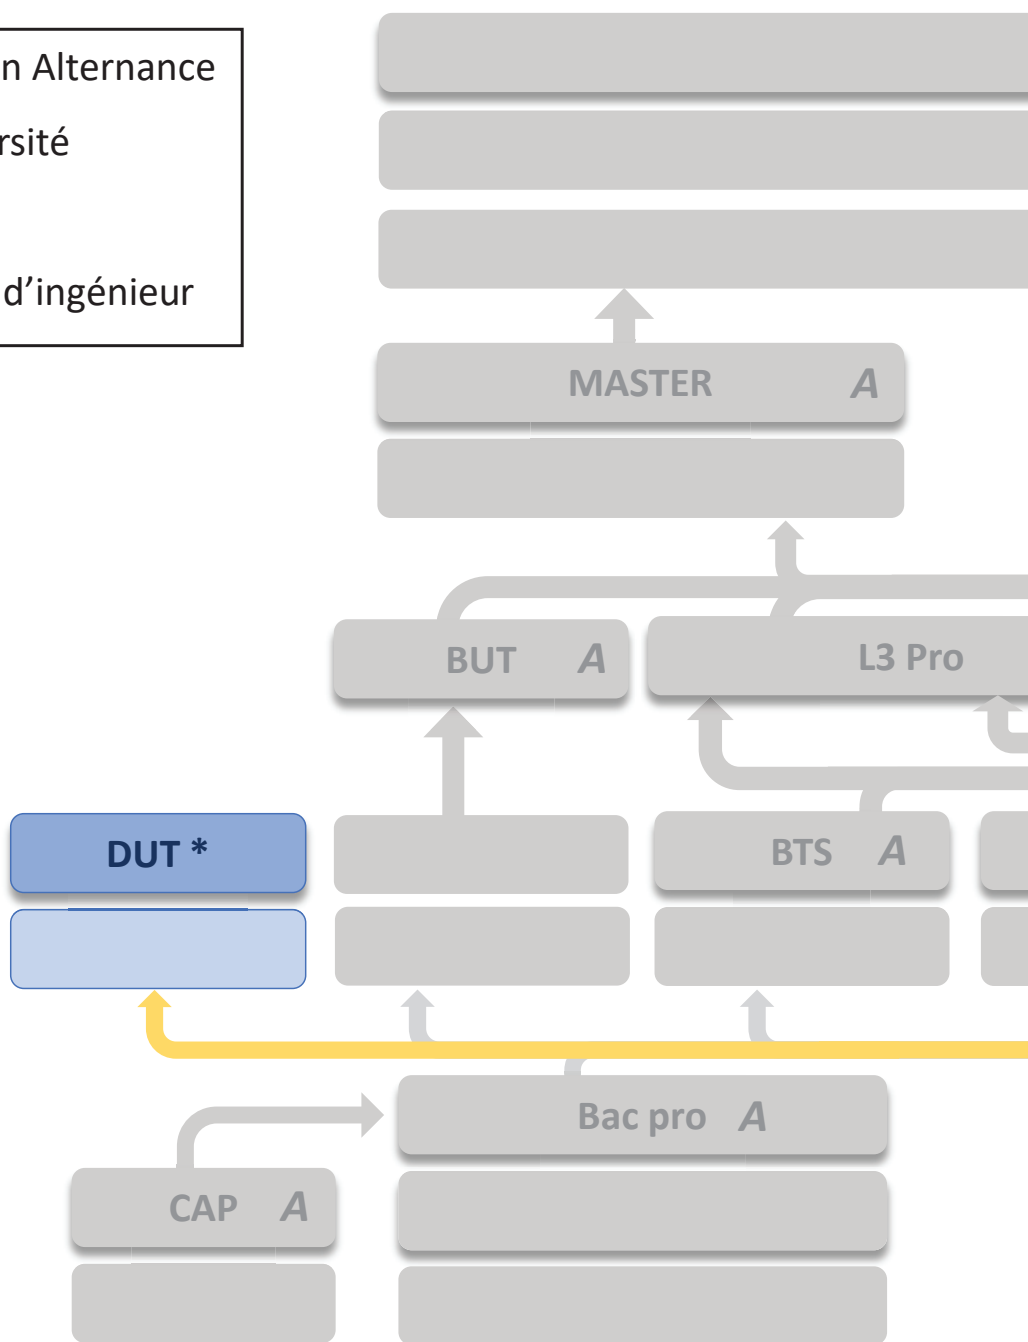 n Alternance
rsité
d’ingénieur
MASTER A
BUT A
L3 Pro
DUT *
BTS A
Bac pro A
CAP A